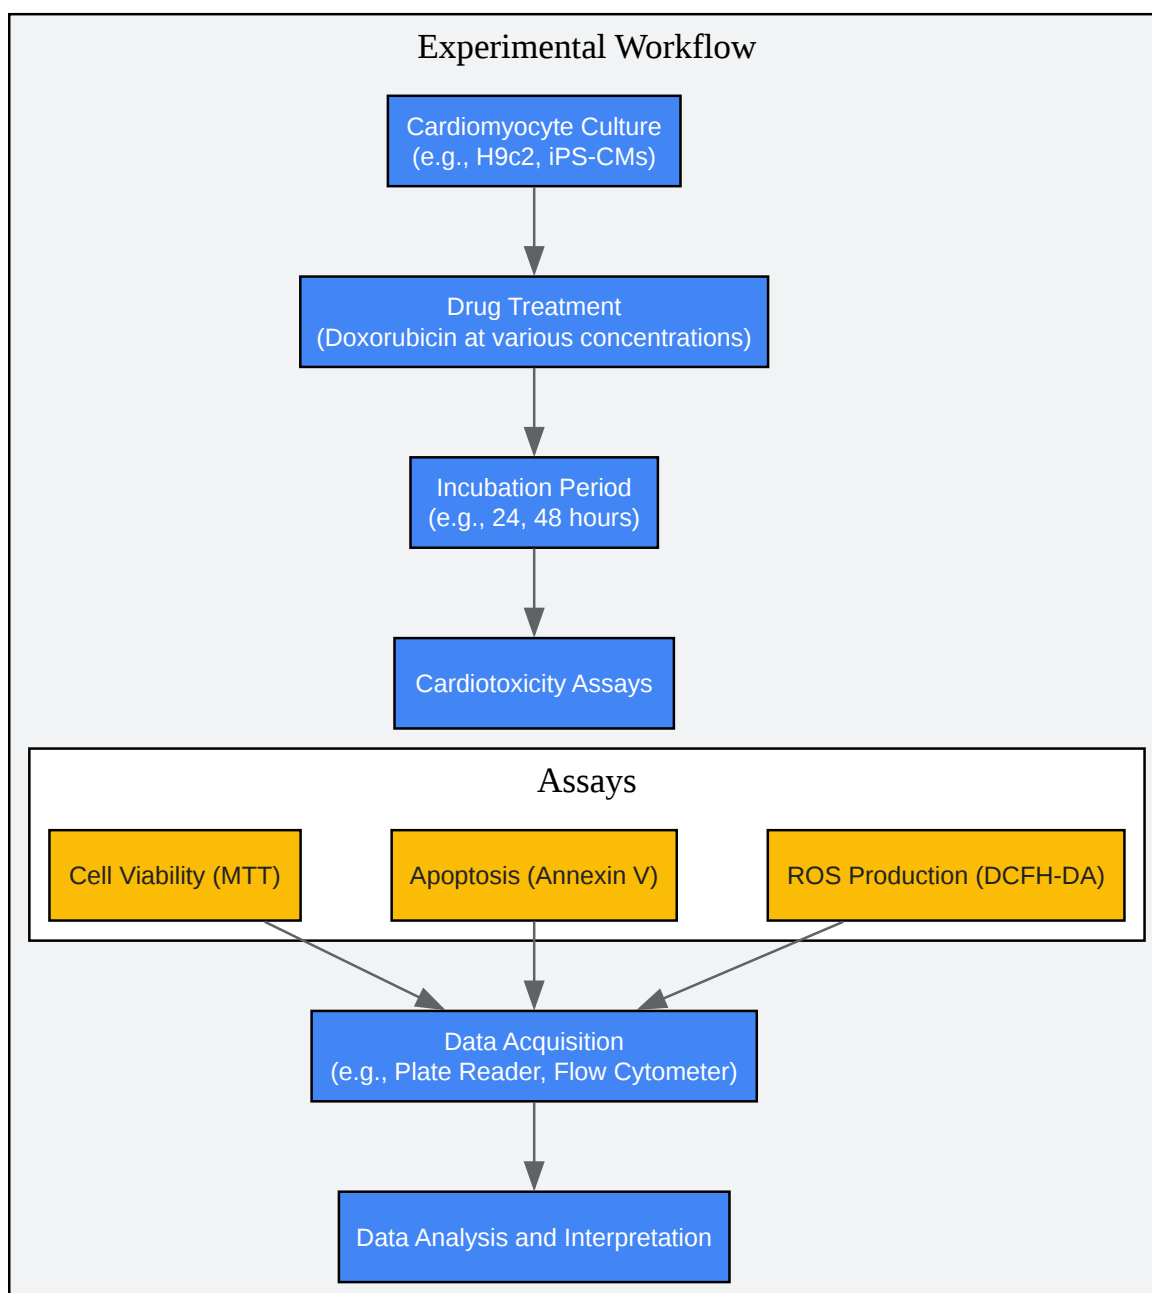 Experimental Workflow
Cardiomyocyte Culture
(e.g., H9c2, iPS-CMs)
Drug Treatment
(Doxorubicin at various concentrations)
Incubation Period
(e.g., 24, 48 hours)
Cardiotoxicity Assays
Assays
Cell Viability (MTT)
Apoptosis (Annexin V)
ROS Production (DCFH-DA)
Data Acquisition
(e.g., Plate Reader, Flow Cytometer)
Data Analysis and Interpretation